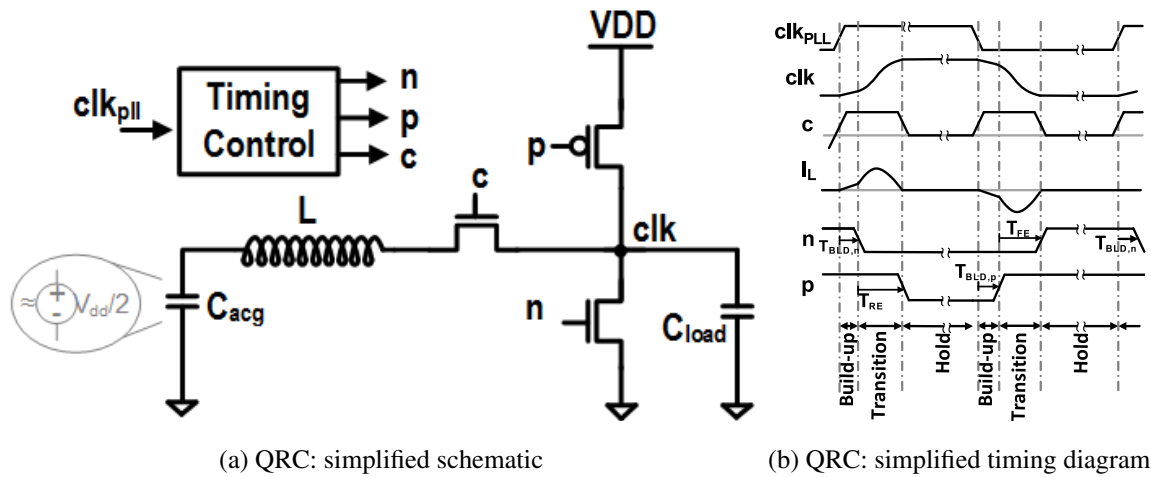 VDD
clk_pll
Timing Control
n
p
c
p
c
L
clk
≈
+
-
V_dd/2
C_acg
n
C_load
clk_PLL
clk
c
I_L
n
T_BLD,n
T_FE
T_BLD,n
p
T_RE
T_BLD,p
Build-up
Transition
Hold
Build-up
Transition
Hold
(a) QRC: simplified schematic
(b) QRC: simplified timing diagram